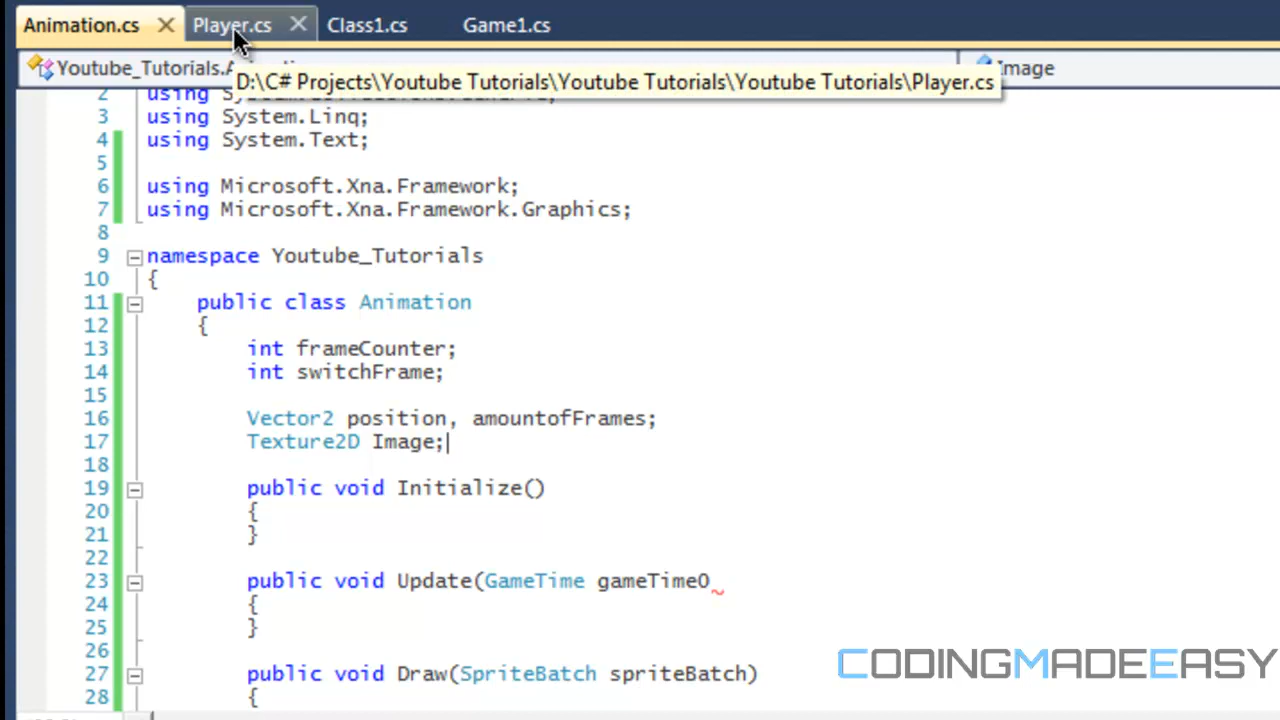 Animation.cs Player.cs Class1.cs Game1.cs
Youtube_Tutorials. Image
D:\C# Projects\Youtube Tutorials\Youtube Tutorials\Youtube Tutorials\Player.cs
2 using
3 using System.Linq;
4 using System.Text;
5
6 using Microsoft.Xna.Framework;
7 using Microsoft.Xna.Framework.Graphics;
8
9 namespace Youtube_Tutorials
10 {
11 public class Animation
12 {
13 int frameCounter;
14 int switchFrame;
15
16 Vector2 position, amountofFrames;
17 Texture2D Image;
18
19 public void Initialize()
20 {
21 }
22
23 public void Update(GameTime gameTimeO
24 {
25 }
26
27 public void Draw(SpriteBatch spriteBatch)
28 {
CODINGMADEEASY